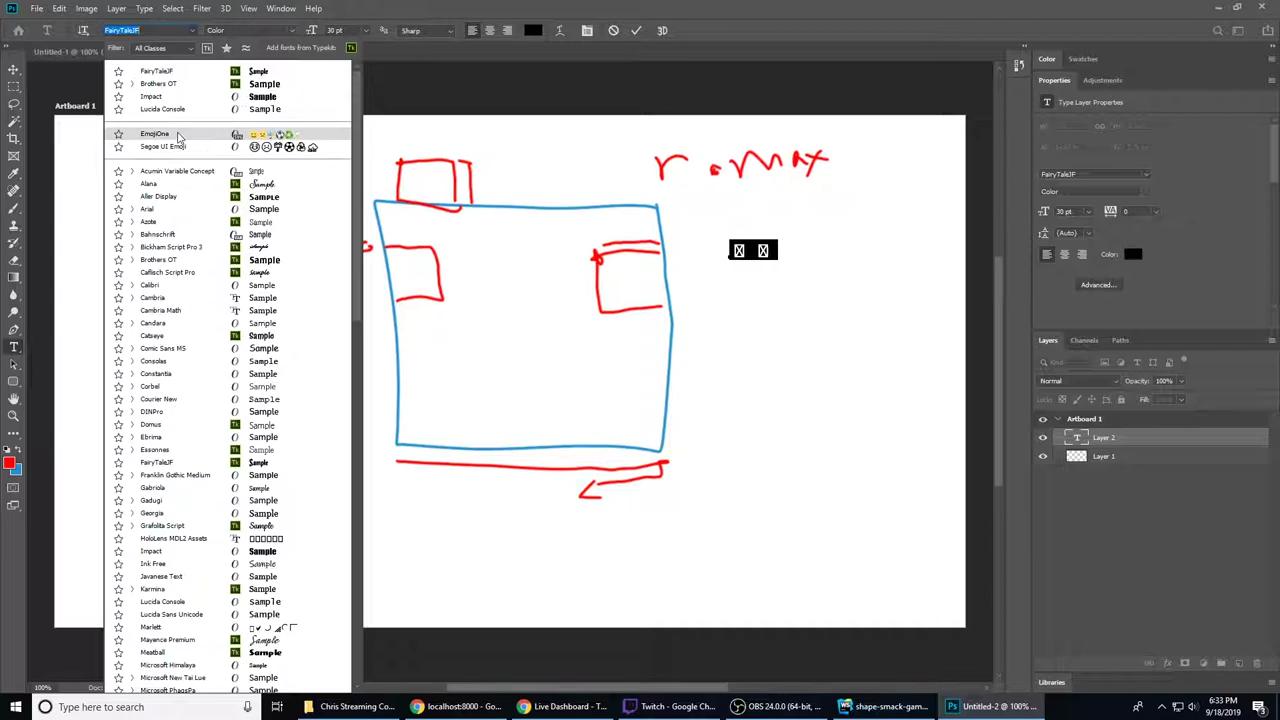 File Edit Image Layer Type Select Filter 3D View Window Help
FairyTaleJF Color 30 pt Sharp 3D
Untitled-1 @ 100%
Filter: All Classes Add fonts from Typekit:
FairyTaleJF Sample
Brothers OT Sample
Impact Sample
Lucida Console Sample
EmojiOne
Segoe UI Emoji
Acumin Variable Concept Sample
Alana Sample
Aller Display Sample
Arial Sample
Azote Sample
Bahnschrift Sample
Bickham Script Pro 3 Sample
Brothers OT Sample
Caflisch Script Pro Sample
Calibri Sample
Cambria Sample
Cambria Math Sample
Candara Sample
Catseye Sample
Comic Sans MS Sample
Consolas Sample
Constantia Sample
Corbel Sample
Courier New Sample
DINPro Sample
Domus Sample
Ebrima Sample
Essonnes Sample
FairyTaleJF Sample
Franklin Gothic Medium Sample
Gabriola Sample
Gadugi Sample
Georgia Sample
Grafolita Script Sample
HoloLens MDL2 Assets
Impact Sample
Ink Free Sample
Javanese Text Sample
Karmina Sample
Lucida Console Sample
Lucida Sans Unicode Sample
Marlett
Mayence Premium Sample
Meatball Sample
Microsoft Himalaya Sample
Microsoft New Tai Lue Sample
Microsoft PhagsPa Sample
Artboard 1
r .max
100% Doc:
Color Swatches
Properties Adjustments
Type Layer Properties
FairyTaleJF
Color
30 pt VA 0
(Auto)
Color:
Advanced...
Layers Channels Paths
Kind
Normal Opacity: 100%
Lock: Fill:
Artboard 1
Layer 2
Layer 1
Libraries
Type here to search
Chris Streaming Co...
localhost:8000 - Go...
Live Dashboard - T...
Twitch - Google Ch...
OBS 24.0.0 (64-bit, ...
shape-smack-gam...
Untitled-2 @ 100% ...
6:33 PM
9/18/2019